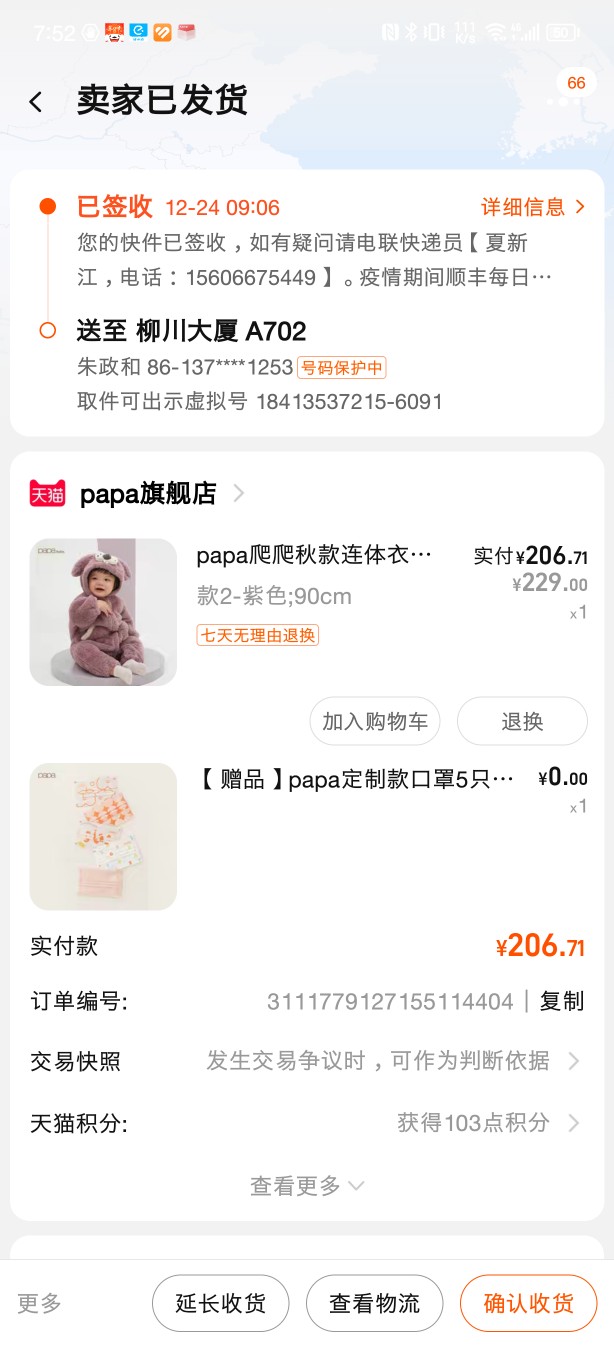 7:52
50
卖家已发货
66
已签收 12-24 09:06 详细信息
您的快件已签收，如有疑问请电联快递员【夏新
江，电话：15606675449】。疫情期间顺丰每日…
送至 柳川大厦 A702
朱政和 86-137****1253 号码保护中
取件可出示虚拟号 18413537215-6091
天猫 papa旗舰店
papa爬爬秋款连体衣… 实付¥206.71
¥229.00
款2-紫色;90cm
x1
七天无理由退换
加入购物车 退换
papa
【赠品】papa定制款口罩5只… ¥0.00
x1
实付款 ¥206.71
订单编号: 3111779127155114404 | 复制
交易快照 发生交易争议时，可作为判断依据
天猫积分: 获得103点积分
查看更多
更多 延长收货 查看物流 确认收货